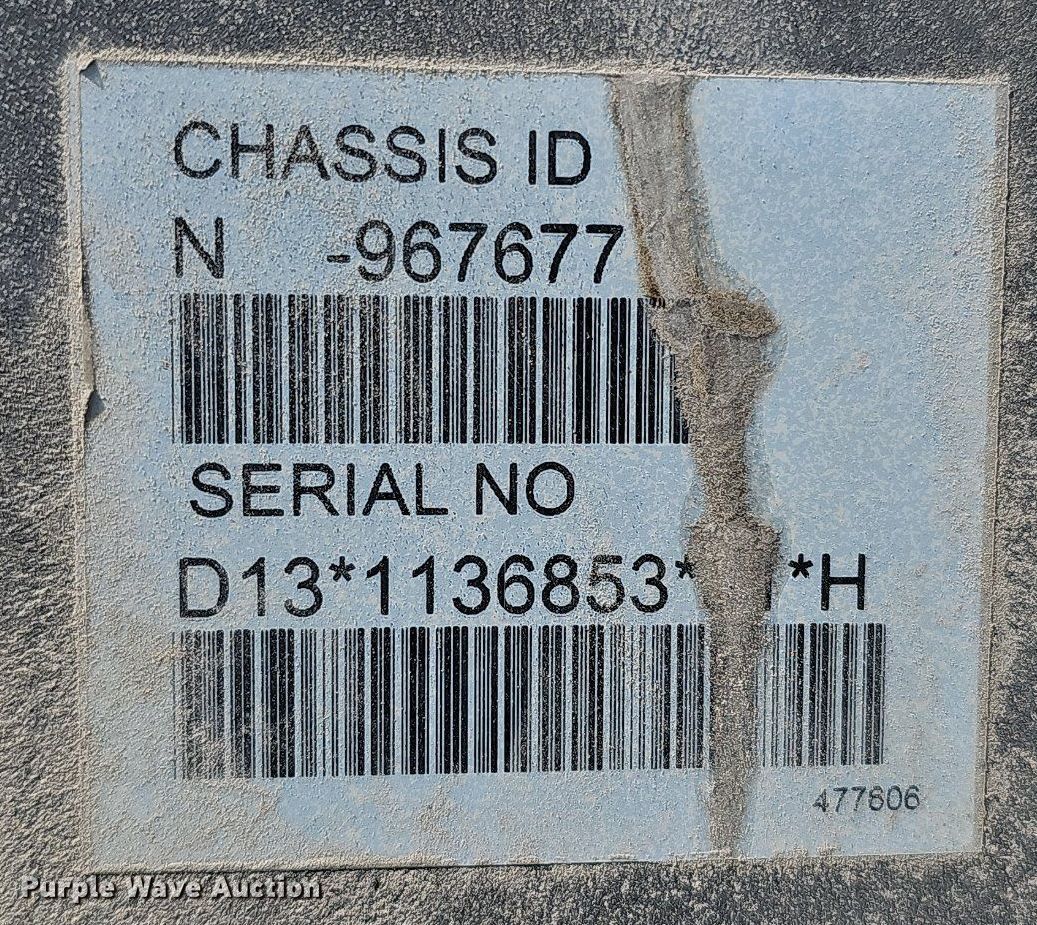 CHASSIS ID
N -967677
SERIAL NO
D13*1136853* *H
477606
Purple Wave Auction